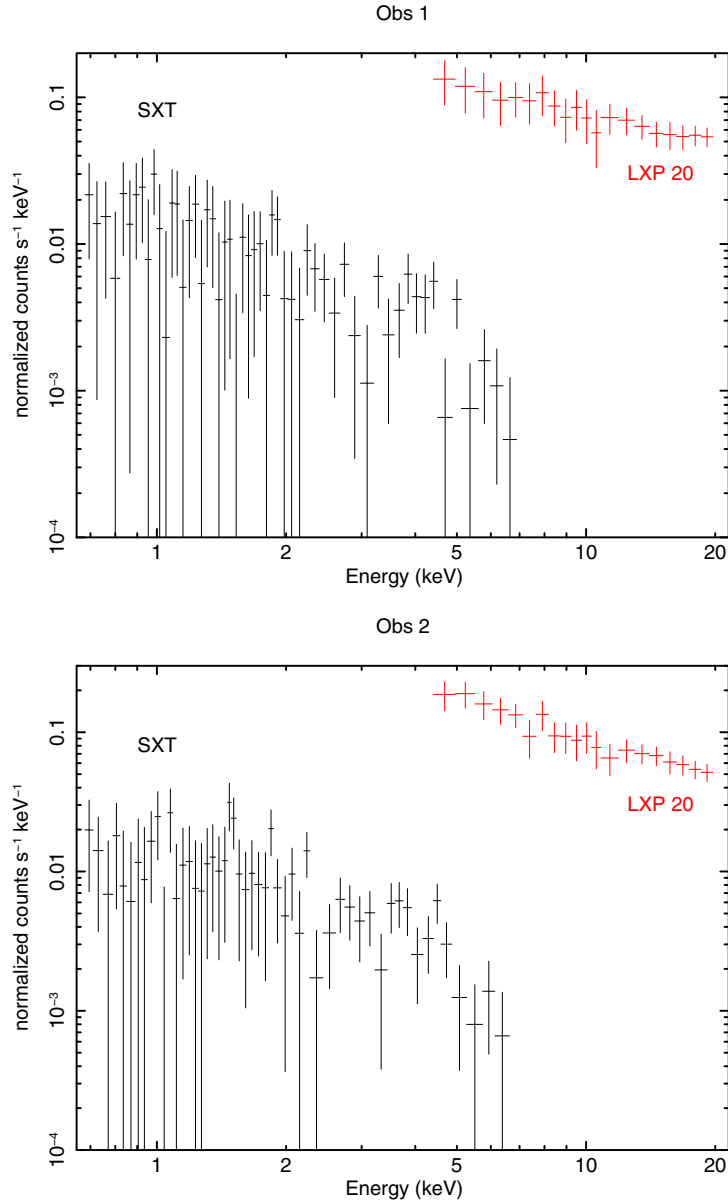 Obs 1
SXT
LXP 20
normalized counts s⁻¹ keV⁻¹
0.1
0.01
10⁻³
10⁻⁴
1
2
5
10
20
Energy (keV)
Obs 2
SXT
LXP 20
normalized counts s⁻¹ keV⁻¹
0.1
0.01
10⁻³
10⁻⁴
1
2
5
10
20
Energy (keV)